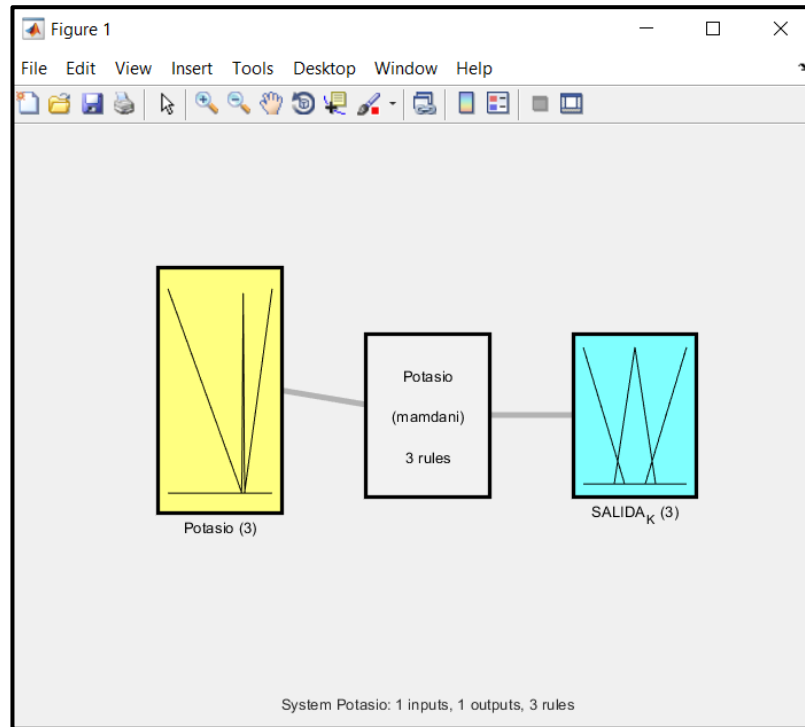 Figure 1
File Edit View Insert Tools Desktop Window Help
Potasio
(mamdani)
3 rules
Potasio (3)
SALIDA_K (3)
System Potasio: 1 inputs, 1 outputs, 3 rules